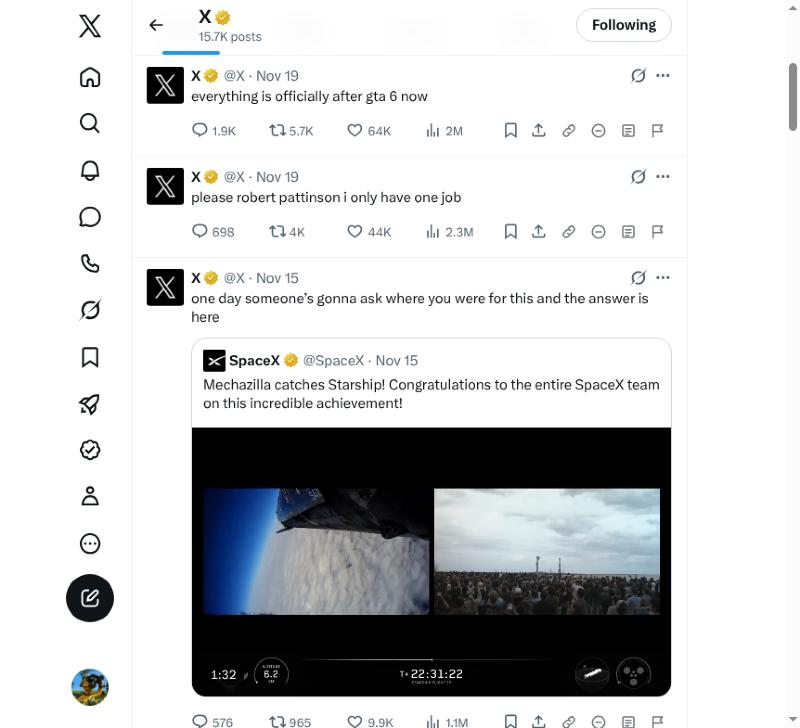 X
15.7K posts
Following
X @X · Nov 19
everything is officially after gta 6 now
1.9K 5.7K 64K 2M
X @X · Nov 19
please robert pattinson i only have one job
698 4K 44K 2.3M
X @X · Nov 15
one day someone’s gonna ask where you were for this and the answer is
here
SpaceX @SpaceX · Nov 15
Mechazilla catches Starship! Congratulations to the entire SpaceX team
on this incredible achievement!
1:32
ALTITUDE
6.2
KM
T+ 22:31:22
576 965 9.9K 1.1M